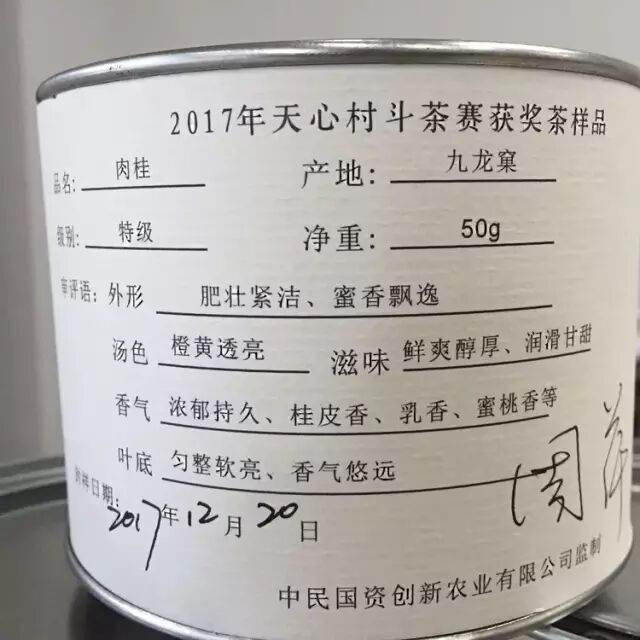 2017年天心村斗茶赛获奖茶样品
品名: 肉桂 产地: 九龙窠
级别: 特级 净重: 50g
审评语: 外形 肥壮紧洁、蜜香飘逸
汤色 橙黄透亮 滋味 鲜爽醇厚、润滑甘甜
香气 浓郁持久、桂皮香、乳香、蜜桃香等
叶底 匀整软亮、香气悠远
样日期: 2017年12月20日
周
中民国资创新农业有限公司监制